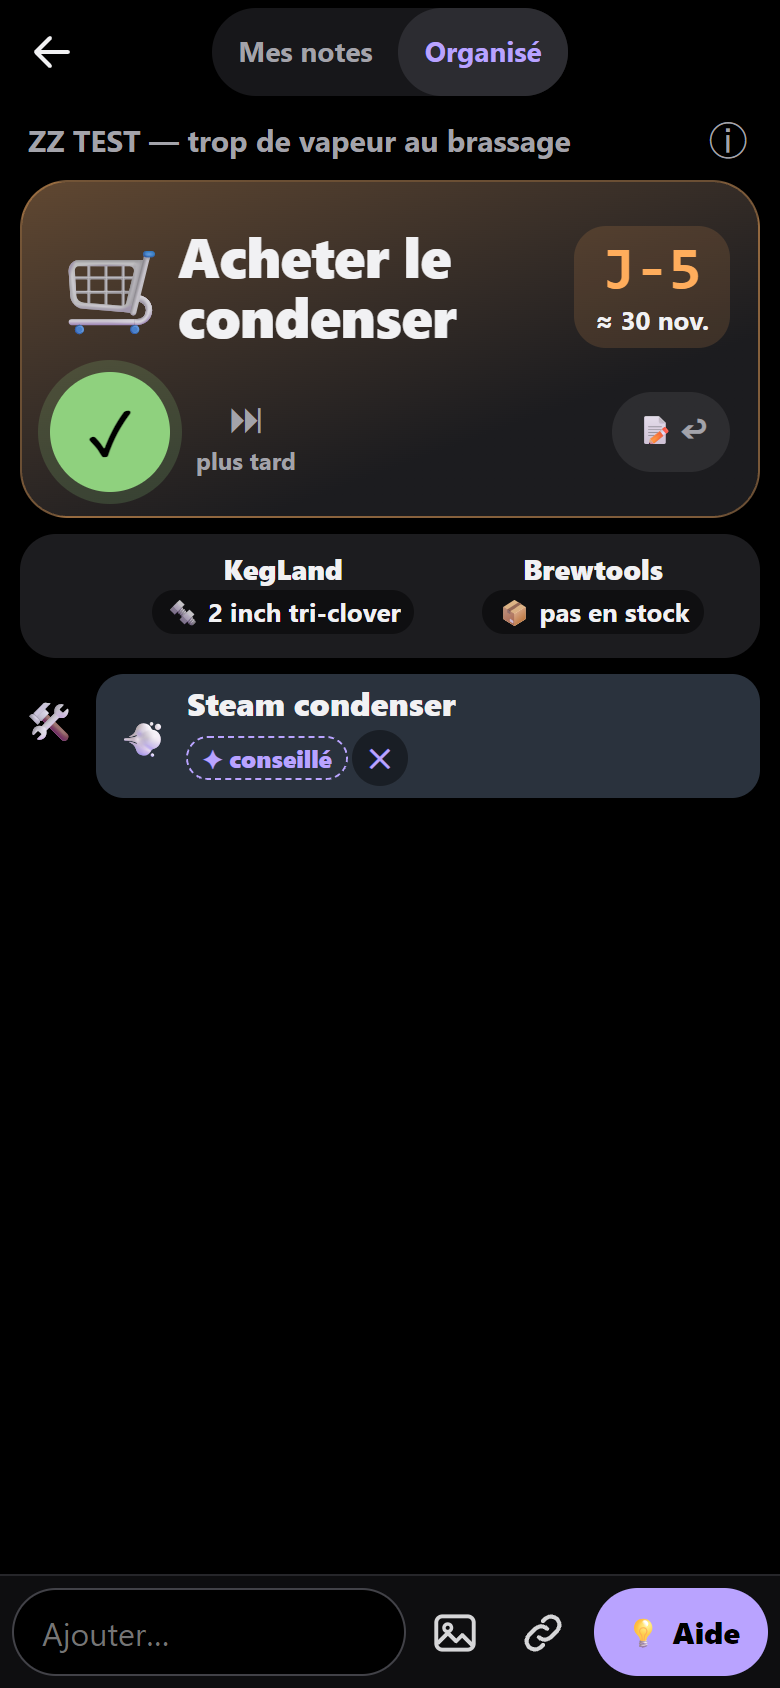 Mes notes
Organisé
ZZ TEST — trop de vapeur au brassage
Acheter le
condenser
J-5
≈ 30 nov.
plus tard
KegLand
Brewtools
2 inch tri-clover
pas en stock
Steam condenser
✦ conseillé
Ajouter...
Aide